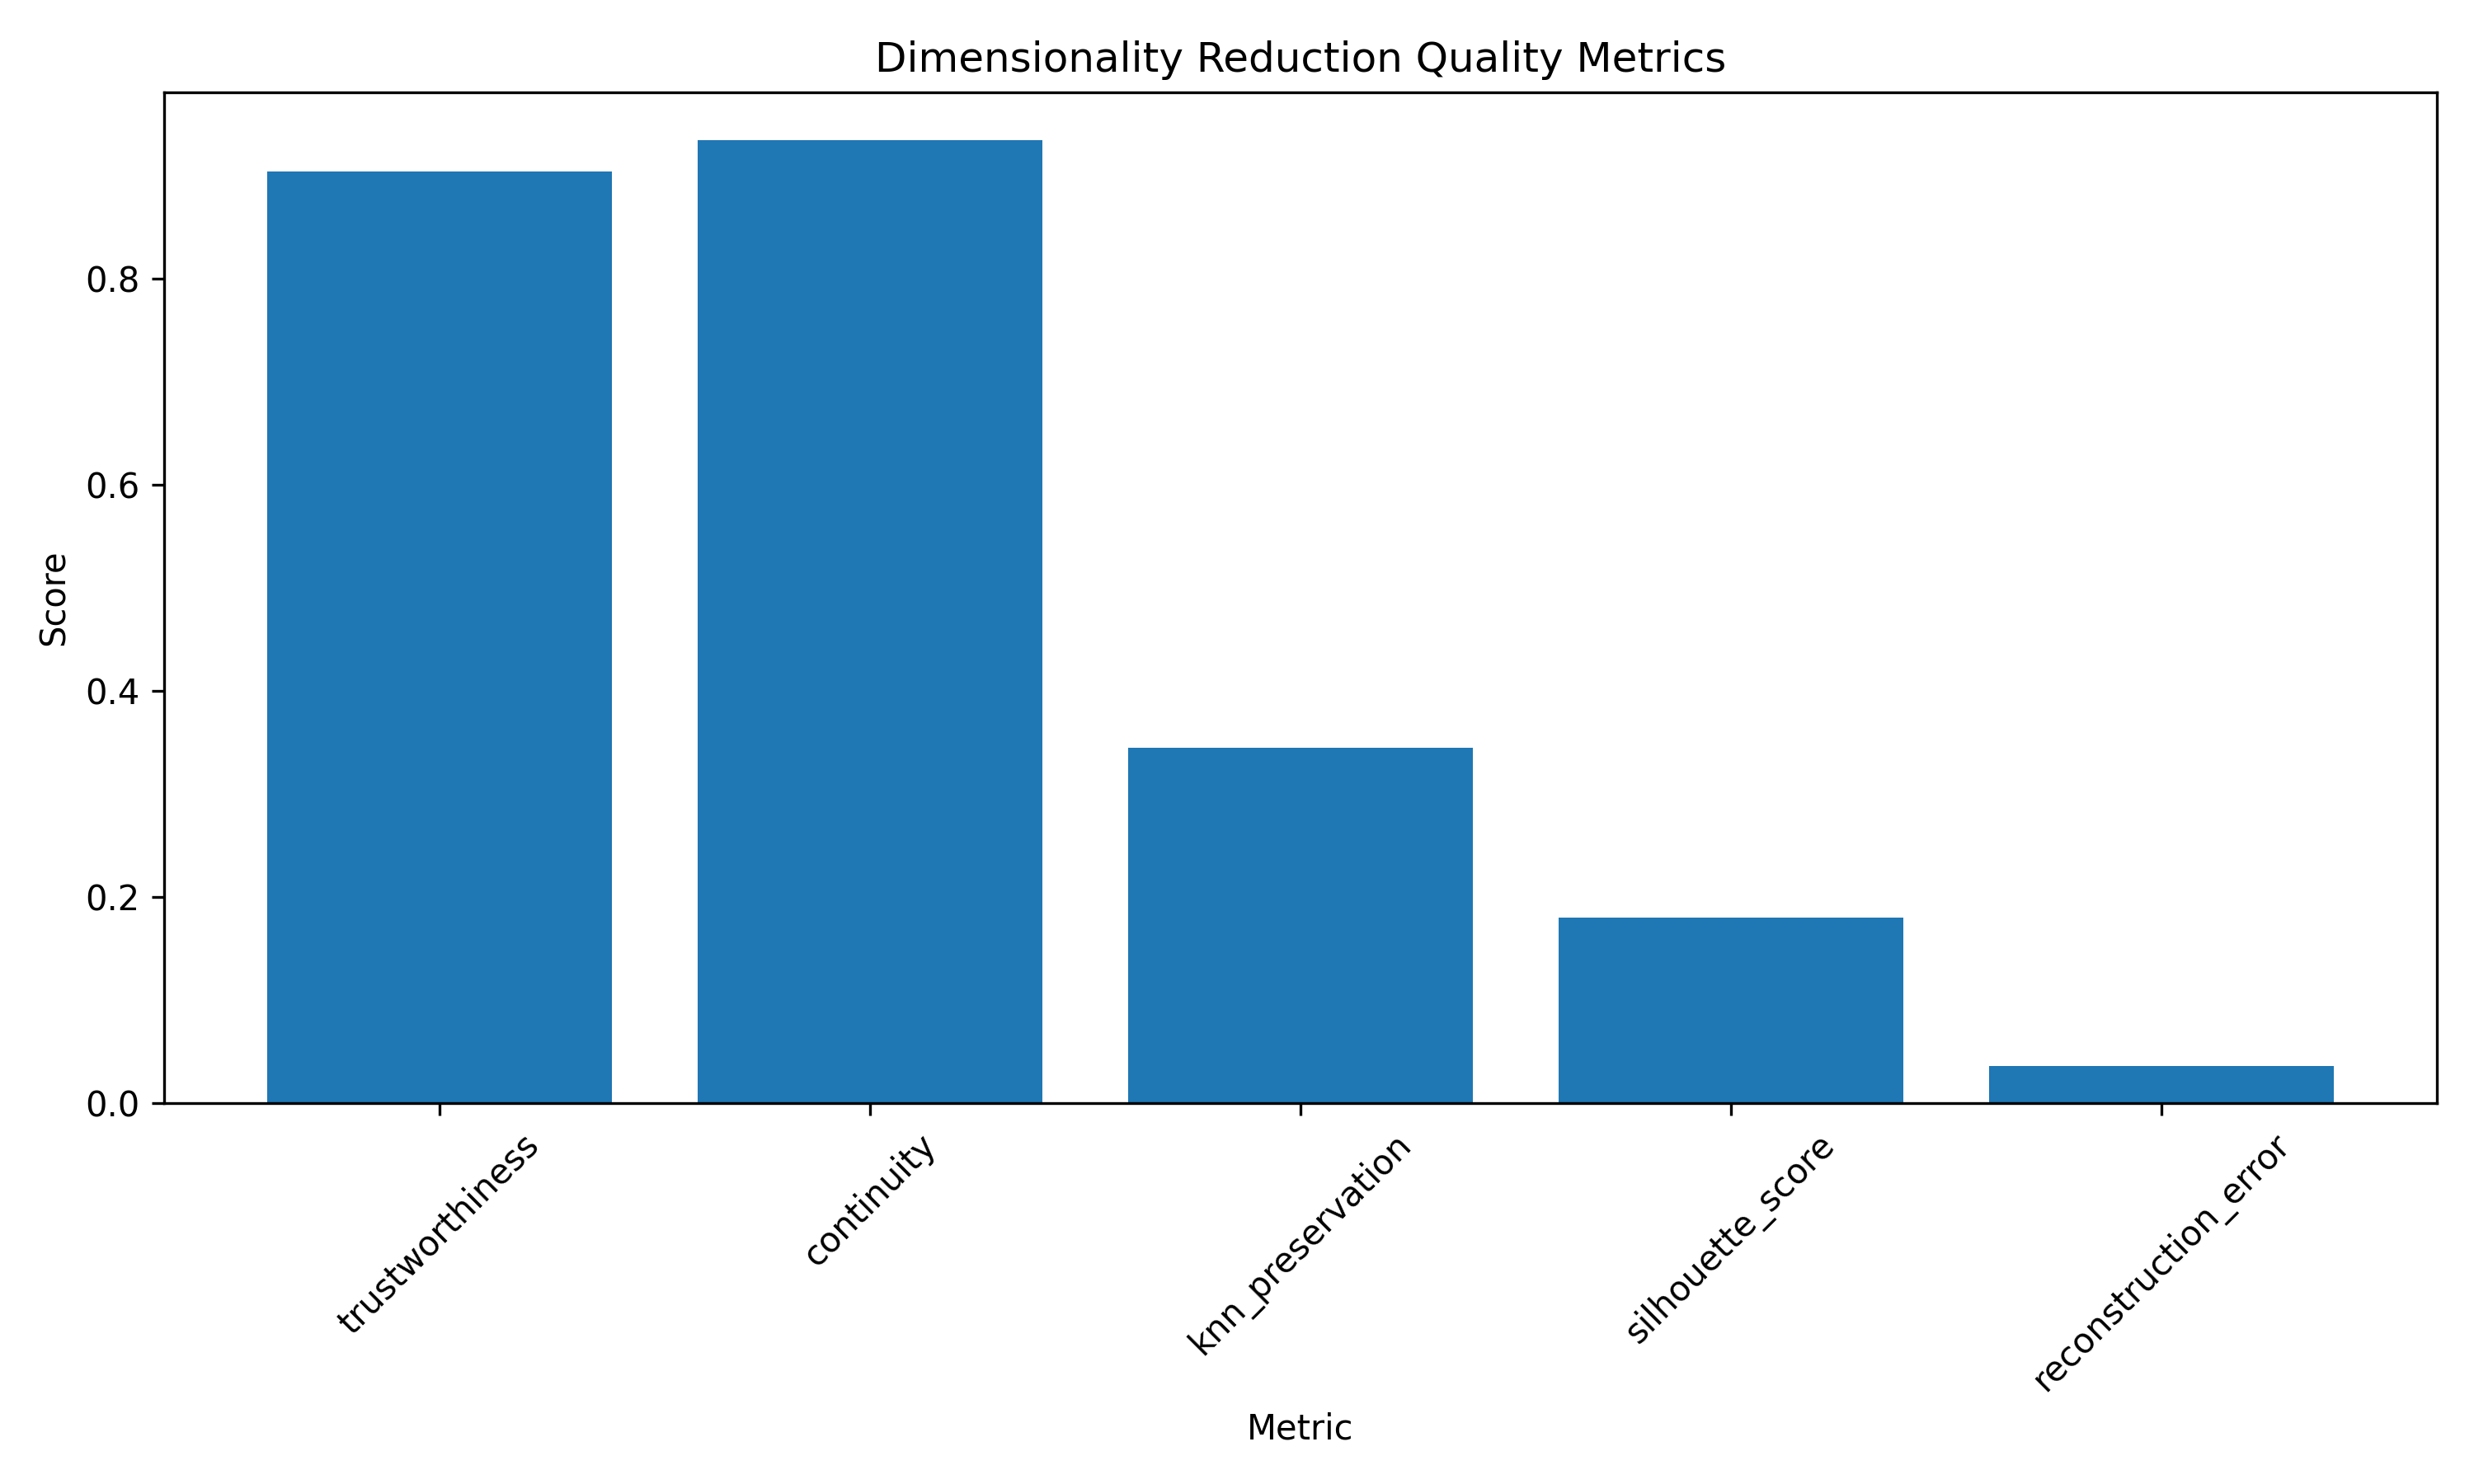 Dimensionality Reduction Quality Metrics
Score
0.8
0.6
0.4
0.2
0.0
trustworthiness
continuity
knn_preservation
silhouette_score
reconstruction_error
Metric